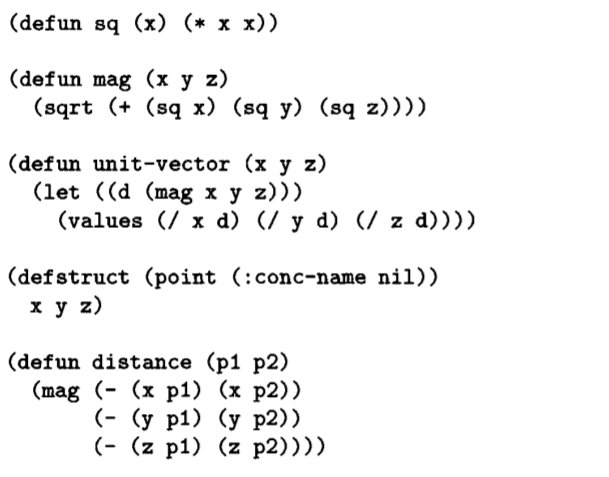 (defun sq (x) (* x x))
(defun mag (x y z)
(sqrt (+ (sq x) (sq y) (sq z))))
(defun unit-vector (x y z)
(let ((d (mag x y z)))
(values (/ x d) (/ y d) (/ z d))))
(defstruct (point (:conc-name nil))
x y z)
(defun distance (p1 p2)
(mag (- (x p1) (x p2))
(- (y p1) (y p2))
(- (z p1) (z p2))))